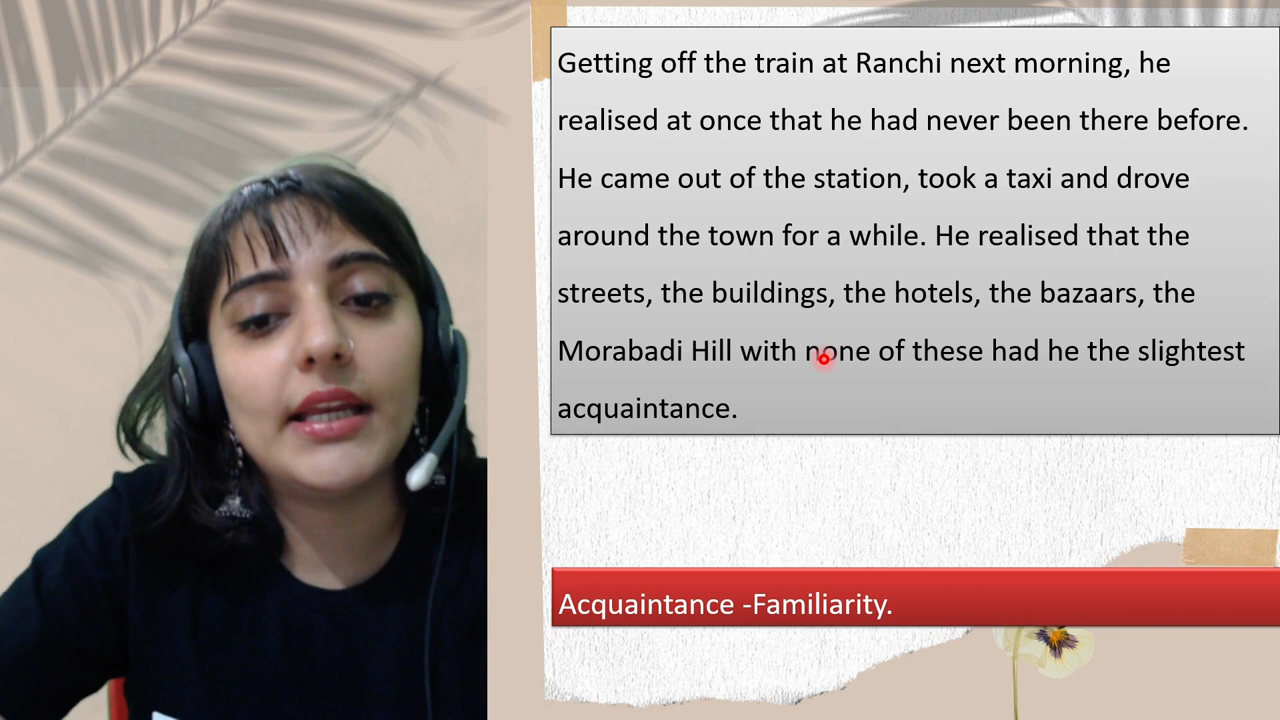 Getting off the train at Ranchi next morning, he
realised at once that he had never been there before.
He came out of the station, took a taxi and drove
around the town for a while. He realised that the
streets, the buildings, the hotels, the bazaars, the
Morabadi Hill with none of these had he the slightest
acquaintance.
Acquaintance -Familiarity.